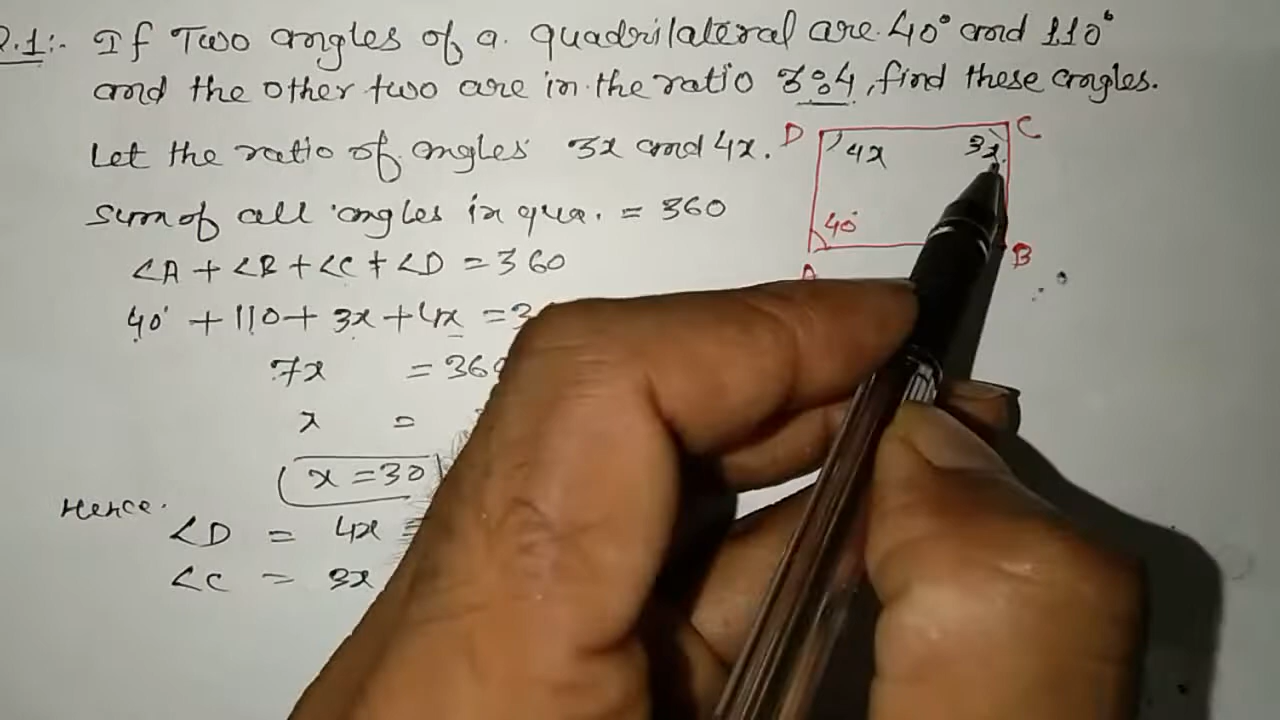 Q.1:- If Two angles of a quadrilateral are 40° and 110°
and the other two are in the ratio 3:4, find these angles.
Let the ratio of angles 3x and 4x.
Sum of all angles in qua. = 360
∠A + ∠B + ∠C + ∠D = 360
40° + 110 + 3x + 4x = 3
7x = 360
x =
x = 30
Hence.
∠D = 4x =
∠C = 3x
D
C
4x
3x
40°
A
B